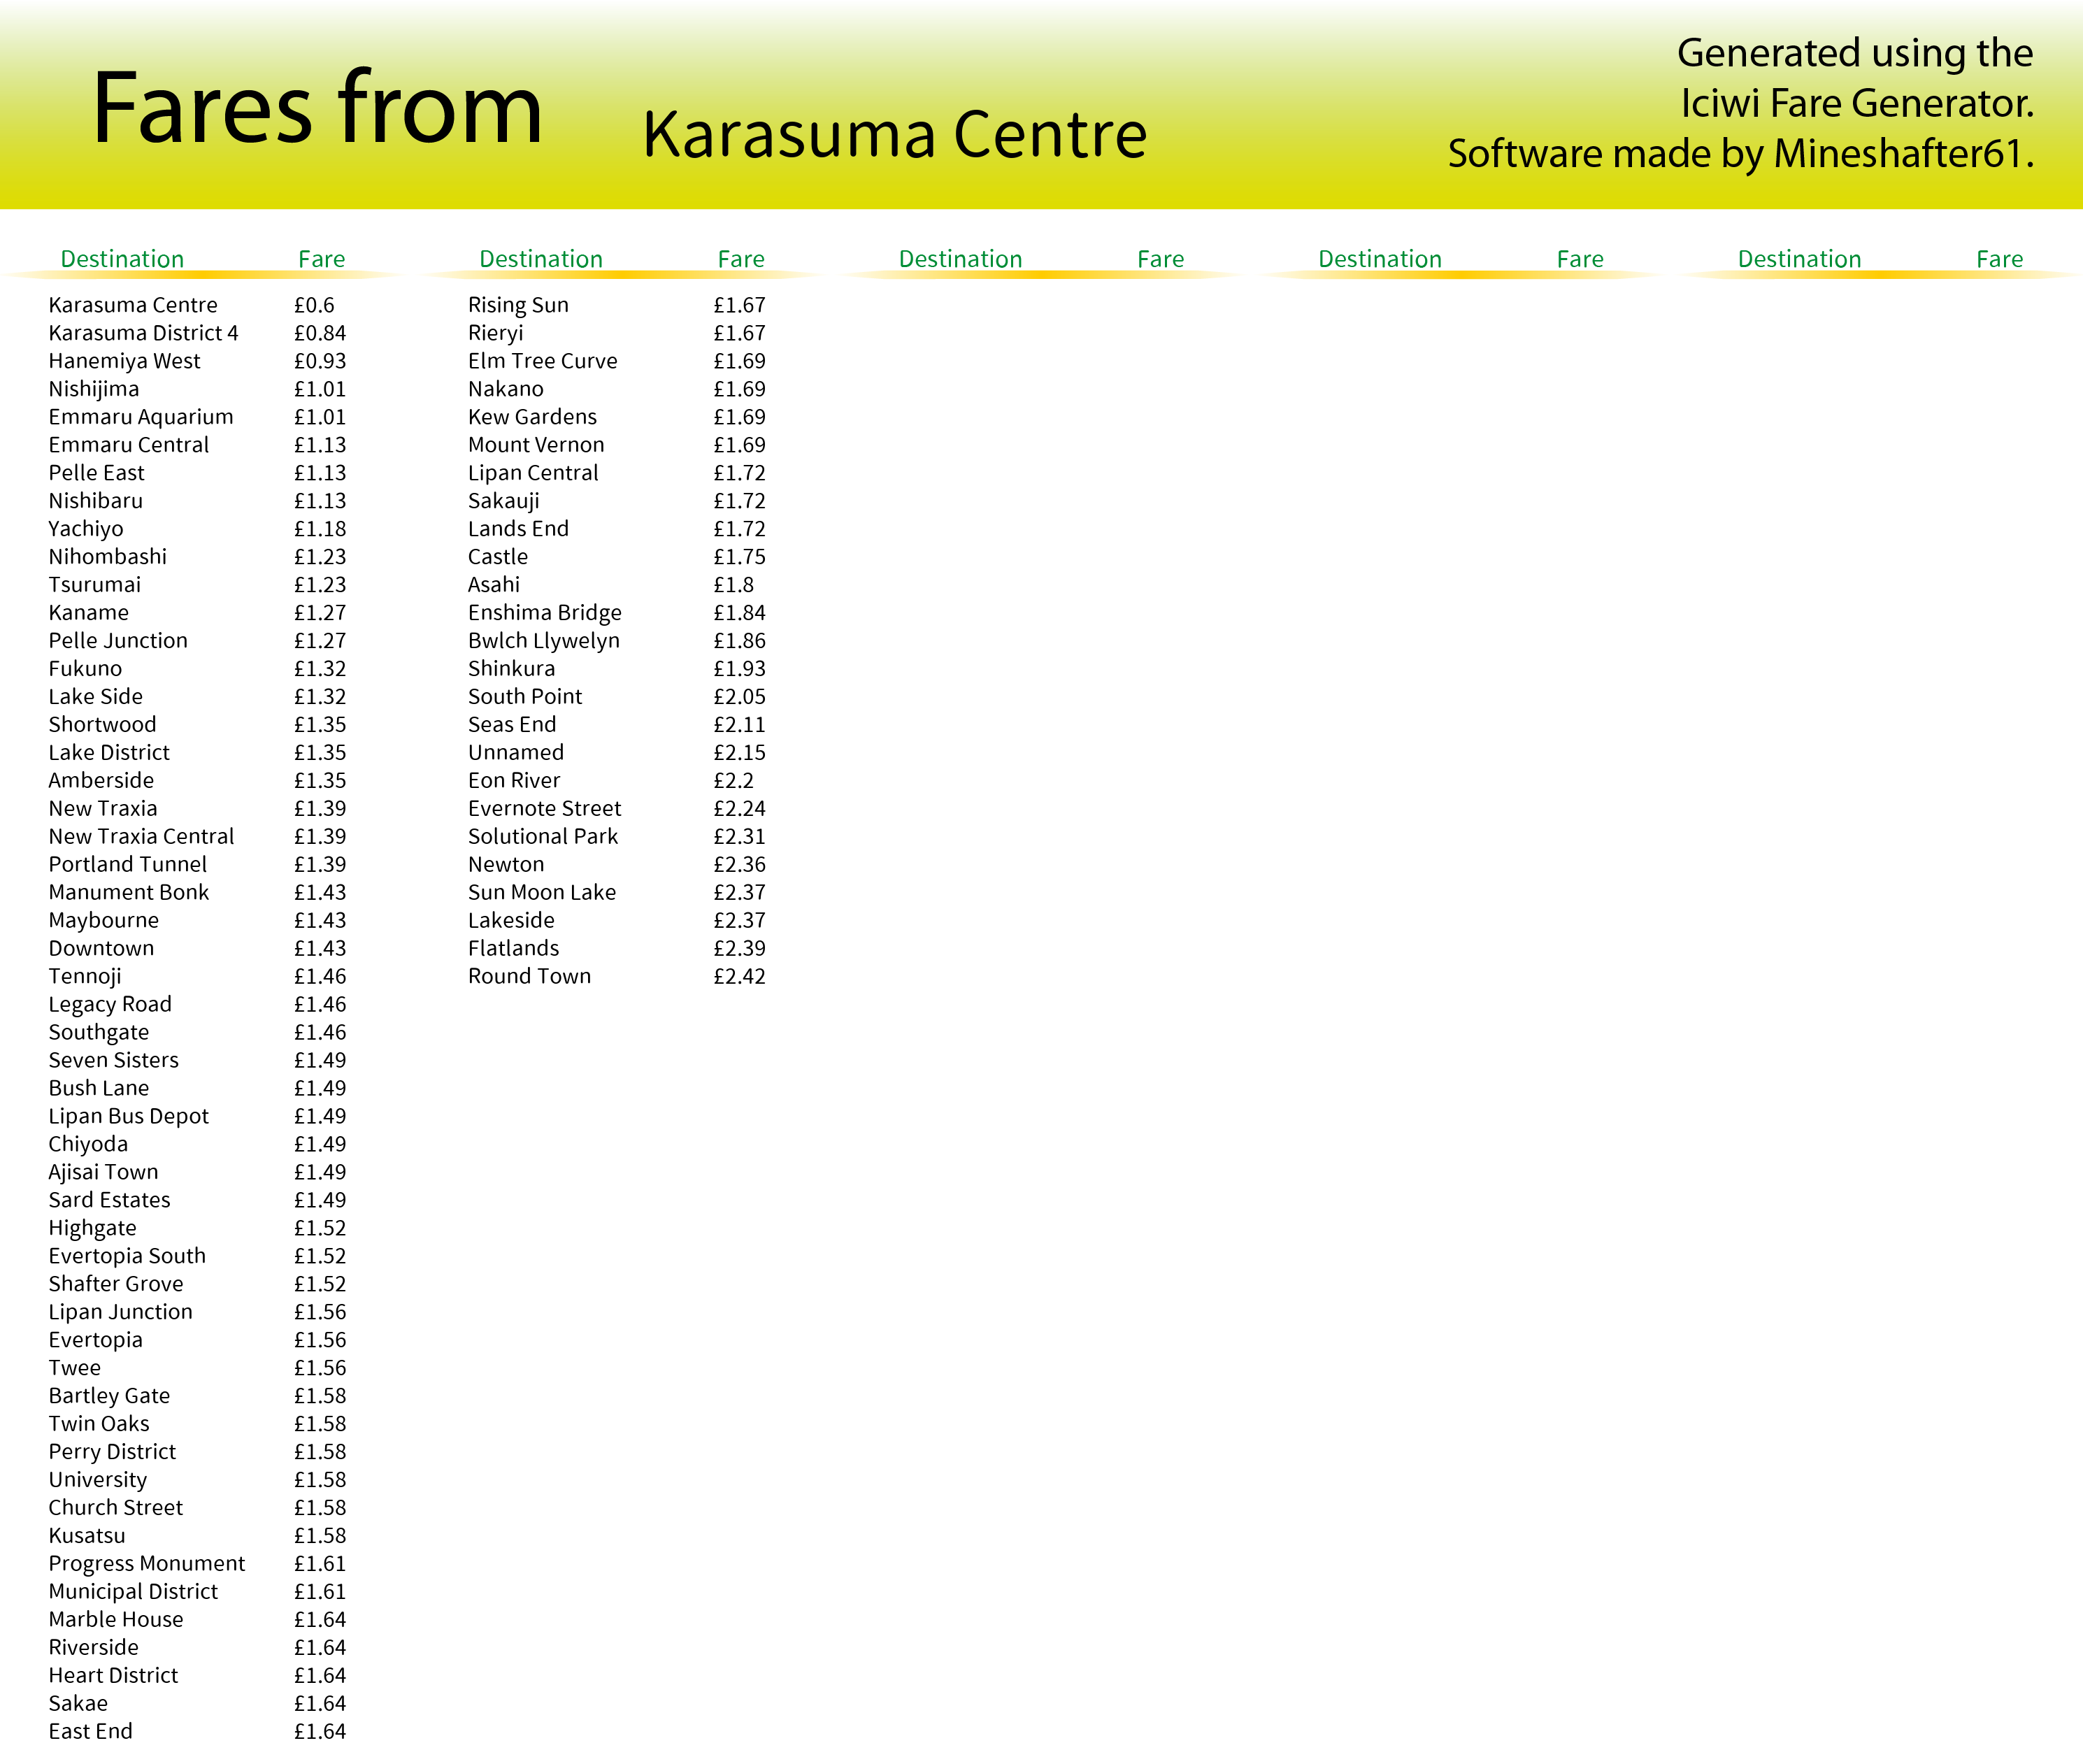 Fares from Karasuma Centre
Generated using the
Iciwi Fare Generator.
Software made by Mineshafter61.
Destination Fare Destination Fare Destination Fare Destination Fare Destination Fare
Karasuma Centre £0.6
Karasuma District 4 £0.84
Hanemiya West £0.93
Nishijima £1.01
Emmaru Aquarium £1.01
Emmaru Central £1.13
Pelle East £1.13
Nishibaru £1.13
Yachiyo £1.18
Nihombashi £1.23
Tsurumai £1.23
Kaname £1.27
Pelle Junction £1.27
Fukuno £1.32
Lake Side £1.32
Shortwood £1.35
Lake District £1.35
Amberside £1.35
New Traxia £1.39
New Traxia Central £1.39
Portland Tunnel £1.39
Manument Bonk £1.43
Maybourne £1.43
Downtown £1.43
Tennoji £1.46
Legacy Road £1.46
Southgate £1.46
Seven Sisters £1.49
Bush Lane £1.49
Lipan Bus Depot £1.49
Chiyoda £1.49
Ajisai Town £1.49
Sard Estates £1.49
Highgate £1.52
Evertopia South £1.52
Shafter Grove £1.52
Lipan Junction £1.56
Evertopia £1.56
Twee £1.56
Bartley Gate £1.58
Twin Oaks £1.58
Perry District £1.58
University £1.58
Church Street £1.58
Kusatsu £1.58
Progress Monument £1.61
Municipal District £1.61
Marble House £1.64
Riverside £1.64
Heart District £1.64
Sakae £1.64
East End £1.64
Rising Sun £1.67
Rieryi £1.67
Elm Tree Curve £1.69
Nakano £1.69
Kew Gardens £1.69
Mount Vernon £1.69
Lipan Central £1.72
Sakauji £1.72
Lands End £1.72
Castle £1.75
Asahi £1.8
Enshima Bridge £1.84
Bwlch Llywelyn £1.86
Shinkura £1.93
South Point £2.05
Seas End £2.11
Unnamed £2.15
Eon River £2.2
Evernote Street £2.24
Solutional Park £2.31
Newton £2.36
Sun Moon Lake £2.37
Lakeside £2.37
Flatlands £2.39
Round Town £2.42